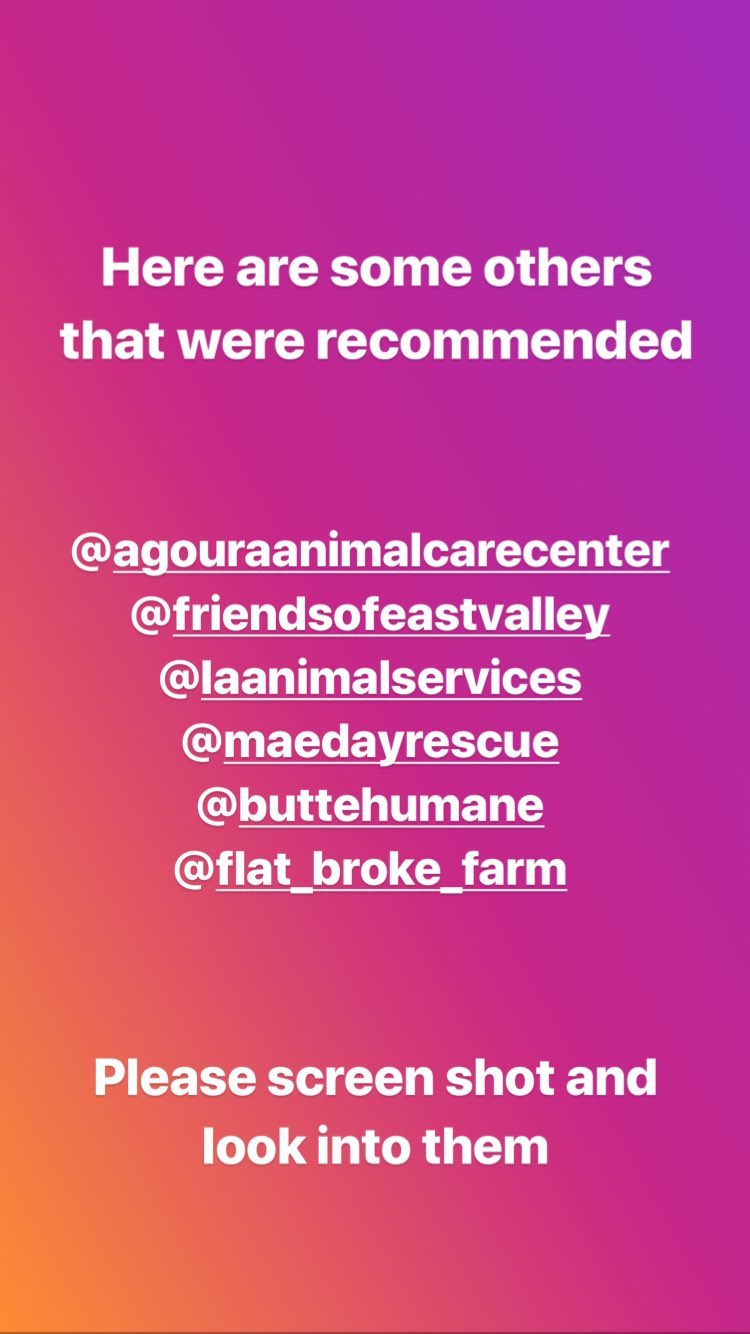 Here are some others
that were recommended
@agouraanimalcarecenter
@friendsofeastvalley
@laanimalservices
@maedayrescue
@buttehumane
@flat_broke_farm
Please screen shot and
look into them